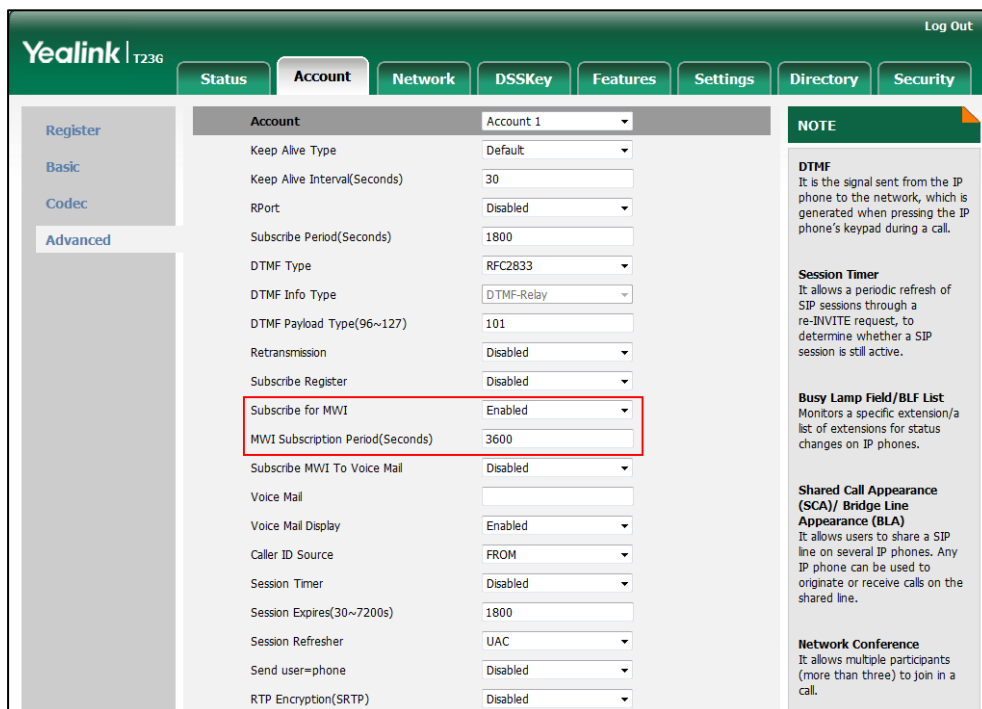 Log Out
Yealink | T23G
Status Account Network DSSKey Features Settings Directory Security
Register
Basic
Codec
Advanced
Account Account 1
Keep Alive Type Default
Keep Alive Interval(Seconds) 30
RPort Disabled
Subscribe Period(Seconds) 1800
DTMF Type RFC2833
DTMF Info Type DTMF-Relay
DTMF Payload Type(96~127) 101
Retransmission Disabled
Subscribe Register Disabled
Subscribe for MWI Enabled
MWI Subscription Period(Seconds) 3600
Subscribe MWI To Voice Mail Disabled
Voice Mail
Voice Mail Display Enabled
Caller ID Source FROM
Session Timer Disabled
Session Expires(30~7200s) 1800
Session Refresher UAC
Send user=phone Disabled
RTP Encryption(SRTP) Disabled
NOTE
DTMF
It is the signal sent from the IP
phone to the network, which is
generated when pressing the IP
phone's keypad during a call.
Session Timer
It allows a periodic refresh of
SIP sessions through a
re-INVITE request, to
determine whether a SIP
session is still active.
Busy Lamp Field/BLF List
Monitors a specific extension/a
list of extensions for status
changes on IP phones.
Shared Call Appearance
(SCA)/ Bridge Line
Appearance (BLA)
It allows users to share a SIP
line on several IP phones. Any
IP phone can be used to
originate or receive calls on the
shared line.
Network Conference
It allows multiple participants
(more than three) to join in a
call.